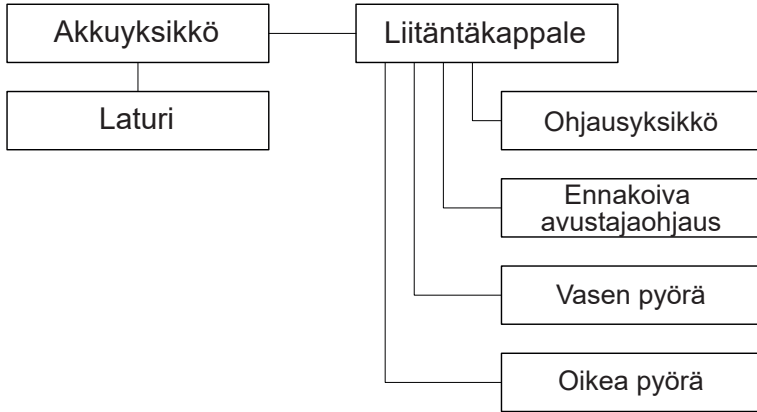 Akkuyksikkö
Liitäntäkappale
Laturi
Ohjausyksikkö
Ennakoiva
avustajaohjaus
Vasen pyörä
Oikea pyörä